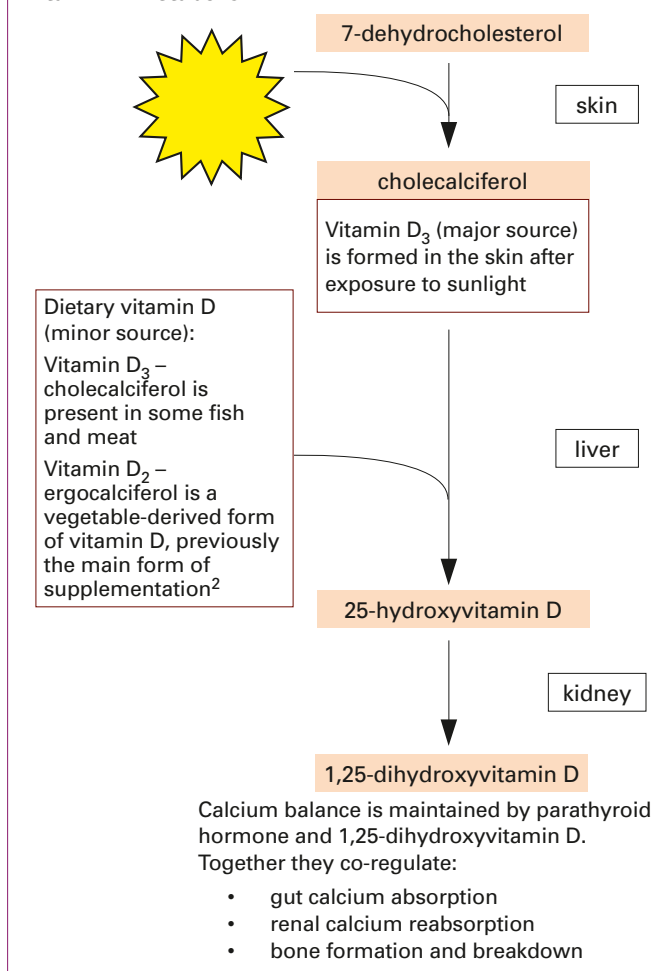 7-dehydrocholesterol
skin
cholecalciferol
Vitamin D3 (major source)
is formed in the skin after
exposure to sunlight
Dietary vitamin D
(minor source):
Vitamin D3 –
cholecalciferol is
present in some fish
and meat
Vitamin D2 –
ergocalciferol is a
vegetable-derived form
of vitamin D, previously
the main form of
supplementation2
liver
25-hydroxyvitamin D
kidney
1,25-dihydroxyvitamin D
Calcium balance is maintained by parathyroid
hormone and 1,25-dihydroxyvitamin D.
Together they co-regulate:
• gut calcium absorption
• renal calcium reabsorption
• bone formation and breakdown